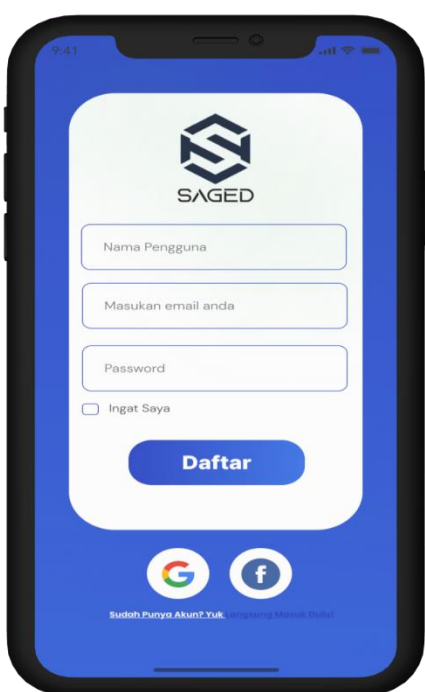 9:41
SAGED
Nama Pengguna
Masukan email anda
Password
Ingat Saya
Daftar
Sudah Punya Akun? Yuk Langsung Masuk Dulu!